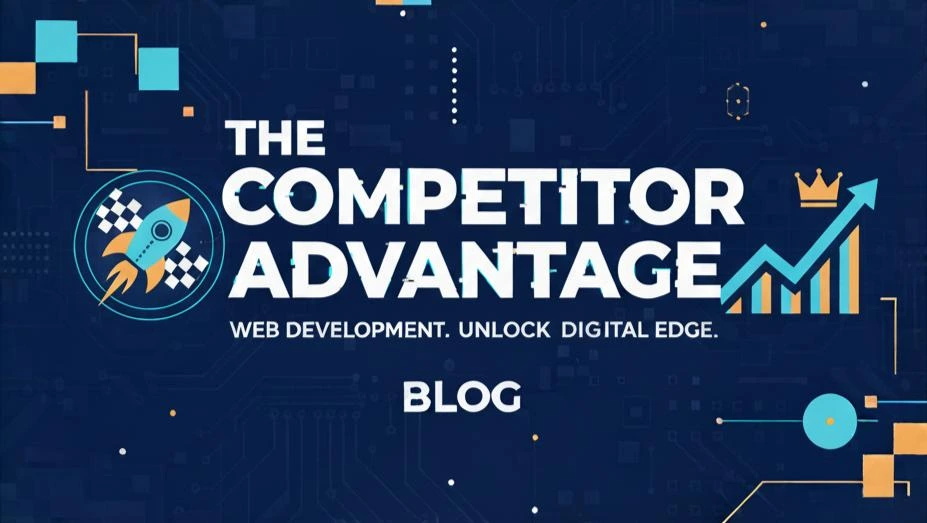 THE
COMPETITOR
ADVANTAGE
WEB DEVELOPMENT. UNLOCK DIGITAL EDGE.
BLOG